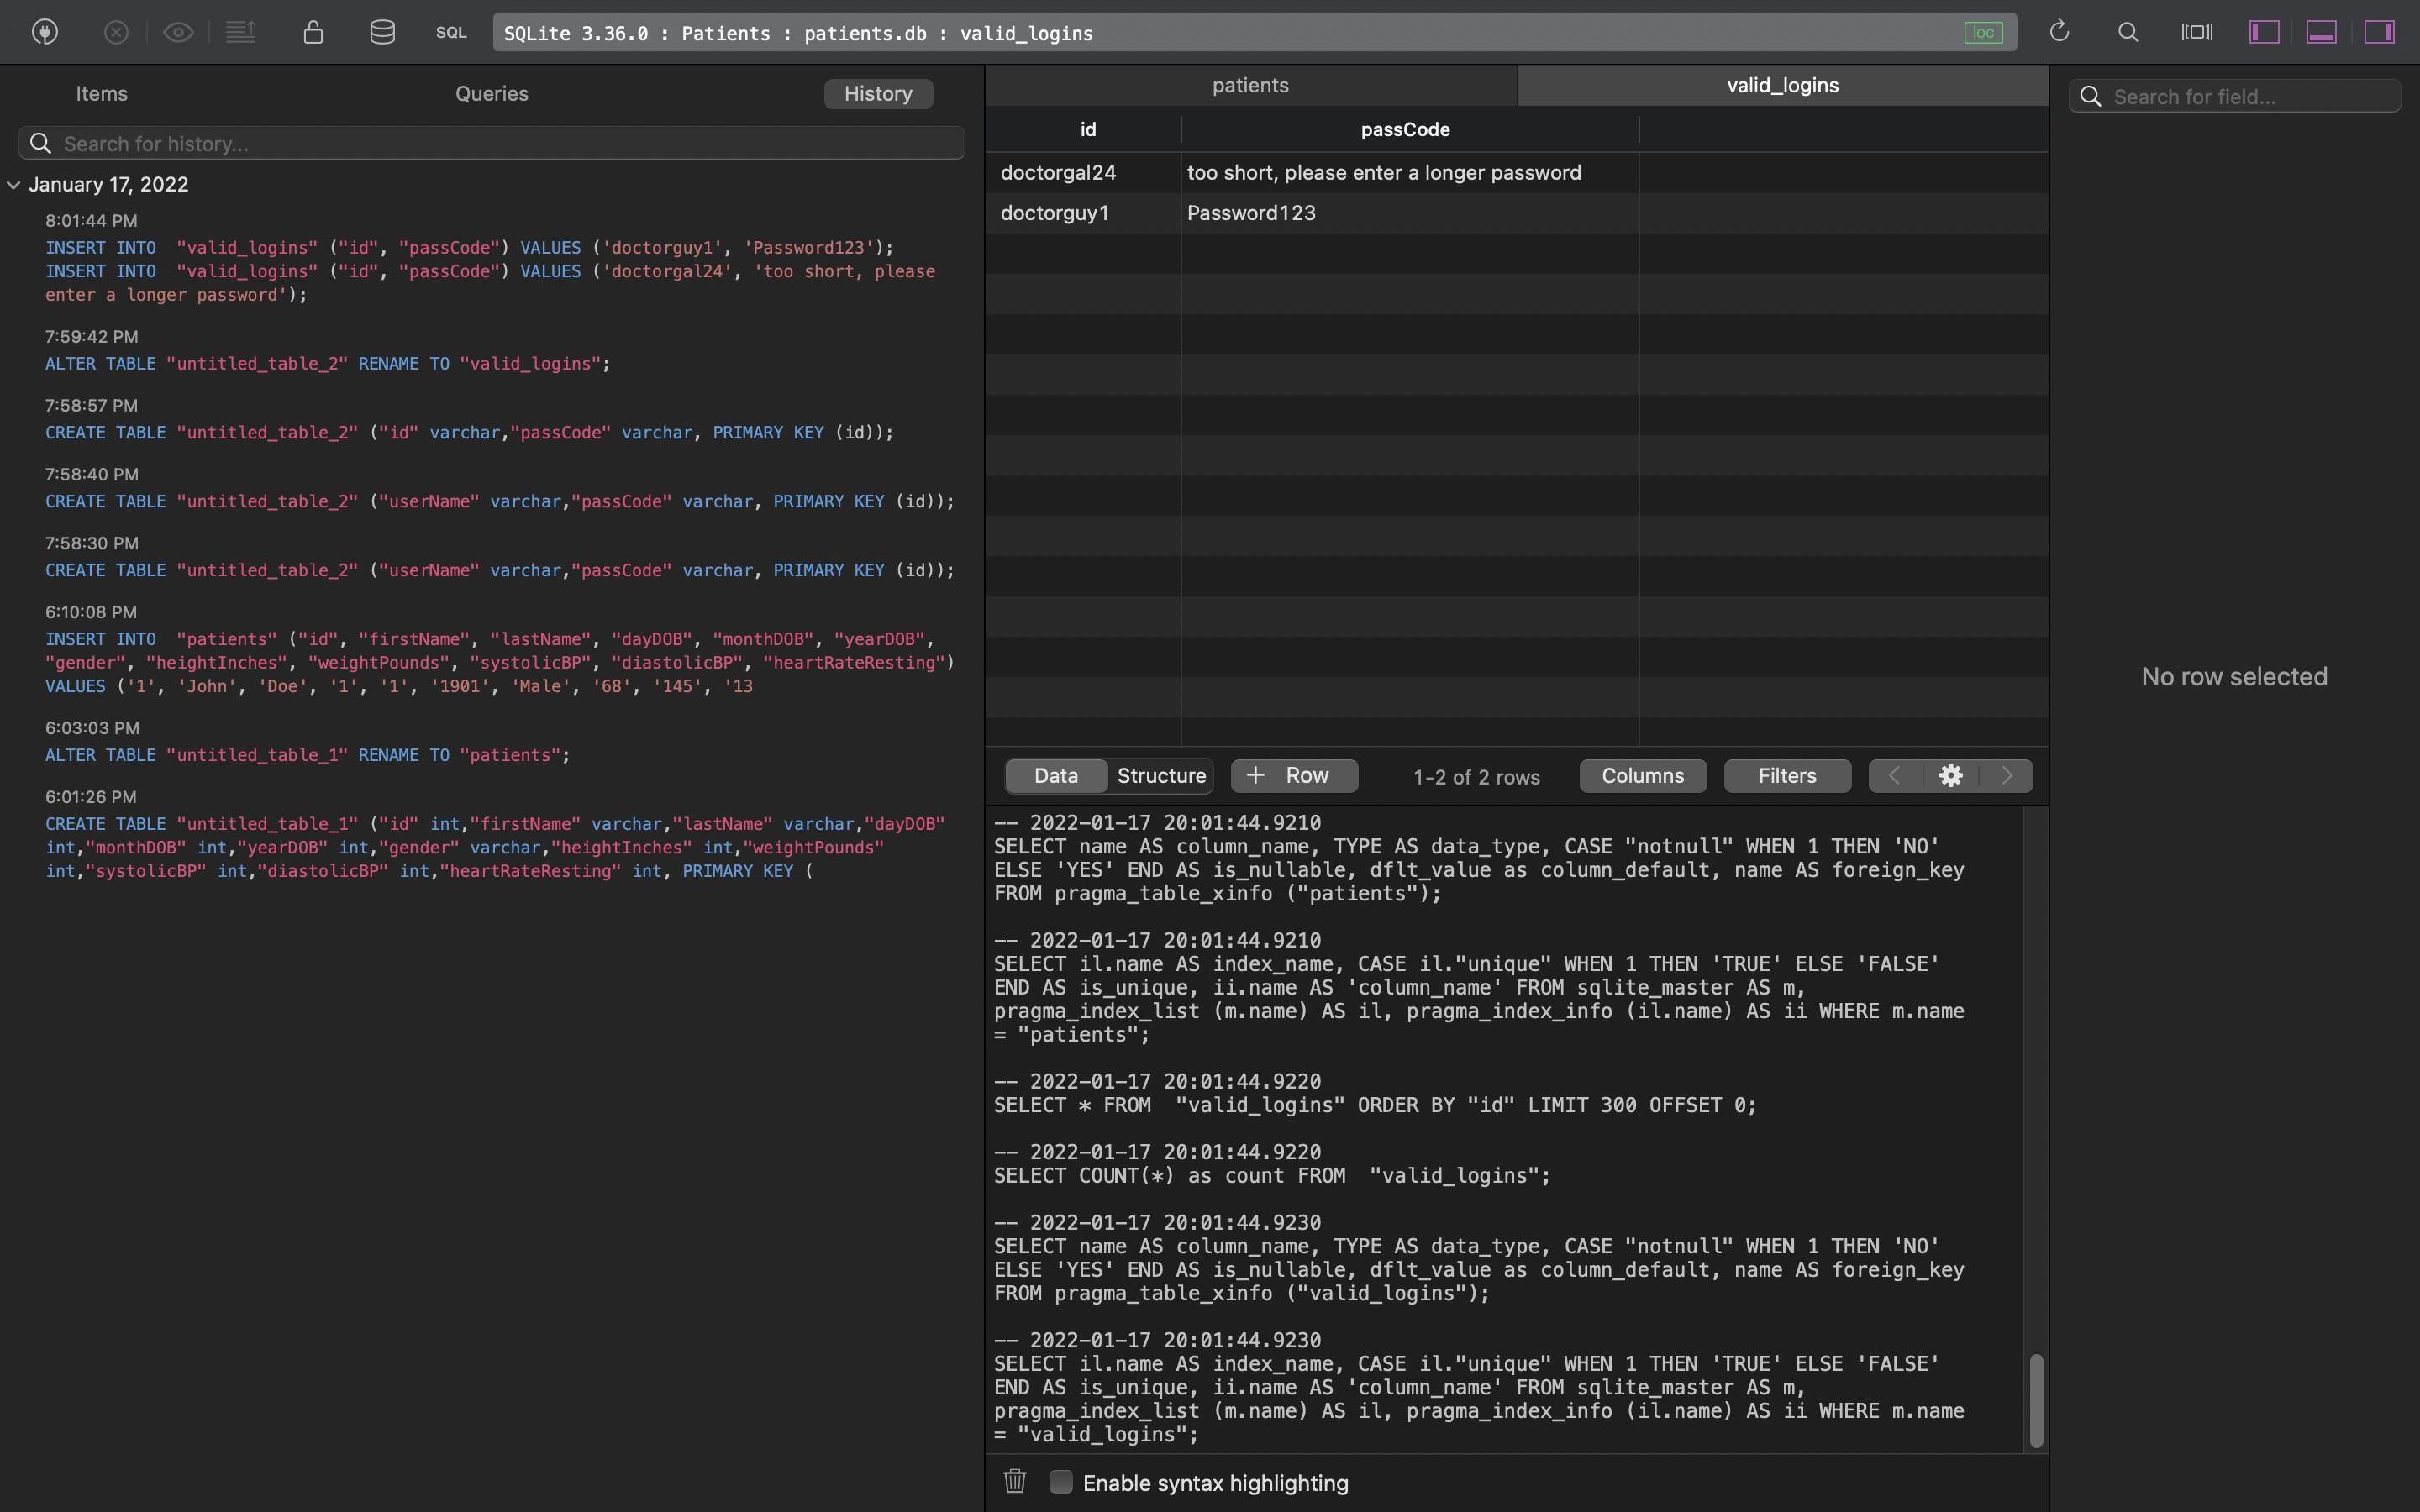 SQL
SQLite 3.36.0 : Patients : patients.db : valid_logins
loc
Items
Queries
History
Search for history...
January 17, 2022
8:01:44 PM
INSERT INTO  "valid_logins" ("id", "passCode") VALUES ('doctorguy1', 'Password123');
INSERT INTO  "valid_logins" ("id", "passCode") VALUES ('doctorgal24', 'too short, please
enter a longer password');
7:59:42 PM
ALTER TABLE "untitled_table_2" RENAME TO "valid_logins";
7:58:57 PM
CREATE TABLE "untitled_table_2" ("id" varchar,"passCode" varchar, PRIMARY KEY (id));
7:58:40 PM
CREATE TABLE "untitled_table_2" ("userName" varchar,"passCode" varchar, PRIMARY KEY (id));
7:58:30 PM
CREATE TABLE "untitled_table_2" ("userName" varchar,"passCode" varchar, PRIMARY KEY (id));
6:10:08 PM
INSERT INTO  "patients" ("id", "firstName", "lastName", "dayDOB", "monthDOB", "yearDOB",
"gender", "heightInches", "weightPounds", "systolicBP", "diastolicBP", "heartRateResting")
VALUES ('1', 'John', 'Doe', '1', '1', '1901', 'Male', '68', '145', '13
6:03:03 PM
ALTER TABLE "untitled_table_1" RENAME TO "patients";
6:01:26 PM
CREATE TABLE "untitled_table_1" ("id" int,"firstName" varchar,"lastName" varchar,"dayDOB"
int,"monthDOB" int,"yearDOB" int,"gender" varchar,"heightInches" int,"weightPounds"
int,"systolicBP" int,"diastolicBP" int,"heartRateResting" int, PRIMARY KEY (
patients
valid_logins
id
passCode
doctorgal24
too short, please enter a longer password
doctorguy1
Password123
Data
Structure
+ Row
1-2 of 2 rows
Columns
Filters
-- 2022-01-17 20:01:44.9210
SELECT name AS column_name, TYPE AS data_type, CASE "notnull" WHEN 1 THEN 'NO'
ELSE 'YES' END AS is_nullable, dflt_value as column_default, name AS foreign_key
FROM pragma_table_xinfo ("patients");
-- 2022-01-17 20:01:44.9210
SELECT il.name AS index_name, CASE il."unique" WHEN 1 THEN 'TRUE' ELSE 'FALSE'
END AS is_unique, ii.name AS 'column_name' FROM sqlite_master AS m,
pragma_index_list (m.name) AS il, pragma_index_info (il.name) AS ii WHERE m.name
= "patients";
-- 2022-01-17 20:01:44.9220
SELECT * FROM  "valid_logins" ORDER BY "id" LIMIT 300 OFFSET 0;
-- 2022-01-17 20:01:44.9220
SELECT COUNT(*) as count FROM  "valid_logins";
-- 2022-01-17 20:01:44.9230
SELECT name AS column_name, TYPE AS data_type, CASE "notnull" WHEN 1 THEN 'NO'
ELSE 'YES' END AS is_nullable, dflt_value as column_default, name AS foreign_key
FROM pragma_table_xinfo ("valid_logins");
-- 2022-01-17 20:01:44.9230
SELECT il.name AS index_name, CASE il."unique" WHEN 1 THEN 'TRUE' ELSE 'FALSE'
END AS is_unique, ii.name AS 'column_name' FROM sqlite_master AS m,
pragma_index_list (m.name) AS il, pragma_index_info (il.name) AS ii WHERE m.name
= "valid_logins";
Enable syntax highlighting
Search for field...
No row selected